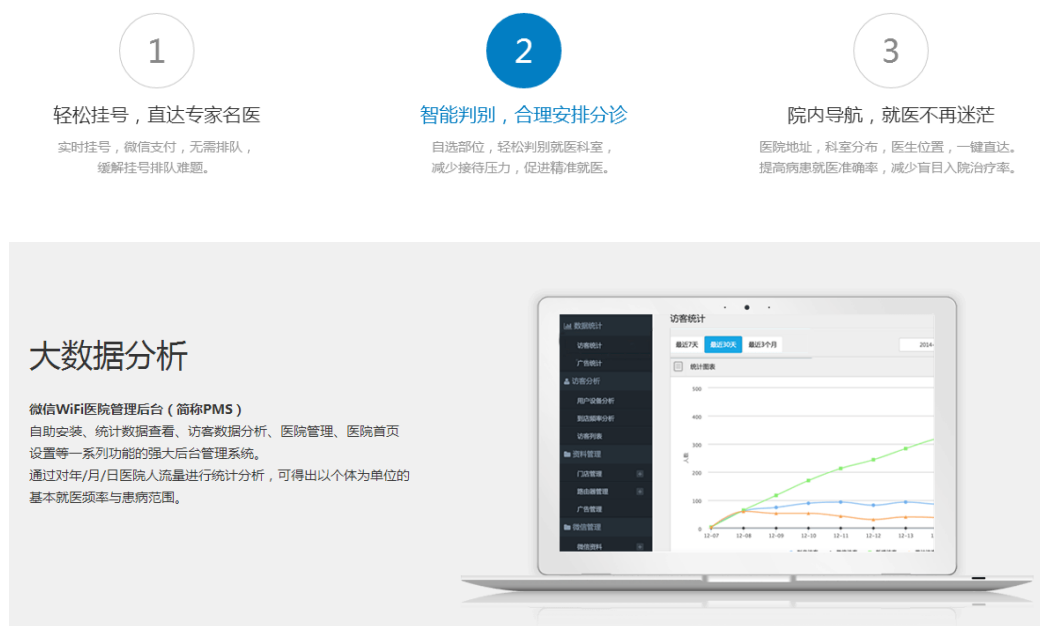 1
2
3
轻松挂号，直达专家名医
智能判别，合理安排分诊
院内导航，就医不再迷茫
实时挂号，微信支付，无需排队，
缓解挂号排队难题。
自选部位，轻松判别就医科室，
减少接待压力，促进精准就医。
医院地址，科室分布，医生位置，一键直达。
提高病患就医准确率，减少盲目入院治疗率。
大数据分析
微信WiFi医院管理后台（简称PMS）
自助安装、统计数据查看、访客数据分析、医院管理、医院首页
设置等一系列功能的强大后台管理系统。
通过对年/月/日医院人流量进行统计分析，可得出以个体为单位的
基本就医频率与患病范围。
数据统计
访客统计
广告统计
访客分析
用户设备分析
到店频率分析
访客列表
资料管理
门店管理
路由器管理
广告管理
微信管理
微信资料
访客统计
最近7天 最近30天 最近3个月
2014-
统计图表
人数
500
400
300
200
100
0
12-07 12-08 12-09 12-10 12-11 12-12 12-13 1